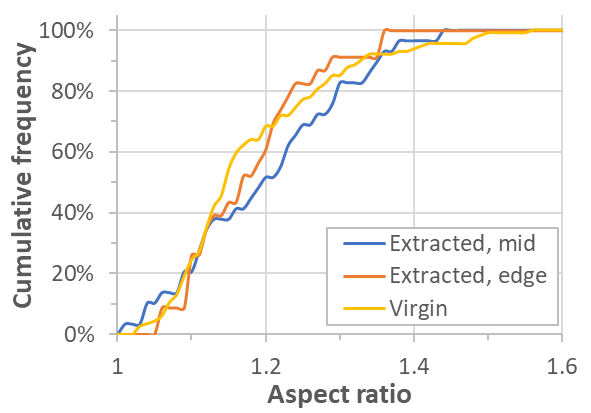 100%
80%
60%
40%
20%
0%
Cumulative frequency
Extracted, mid
Extracted, edge
Virgin
1
1.2
1.4
1.6
Aspect ratio